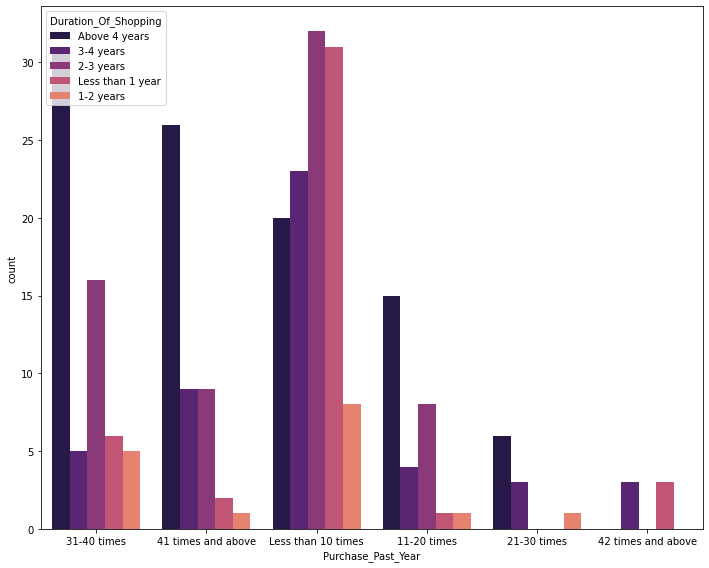 Duration_Of_Shopping
Above 4 years
3-4 years
2-3 years
Less than 1 year
1-2 years
30
25
20
15
10
5
0
count
31-40 times
41 times and above
Less than 10 times
11-20 times
21-30 times
42 times and above
Purchase_Past_Year